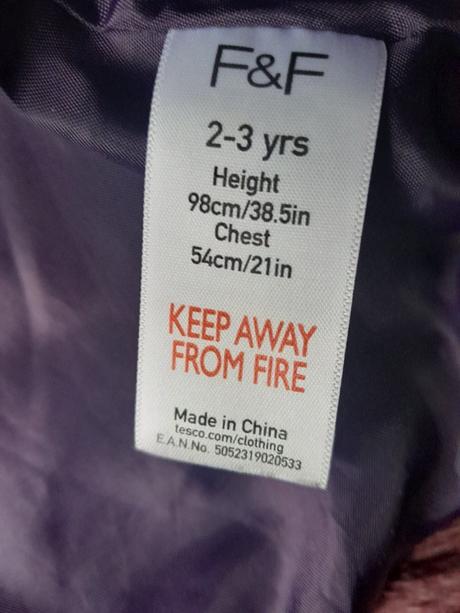 F&F
2-3 yrs
Height
98cm/38.5in
Chest
54cm/21in
KEEP AWAY
FROM FIRE
Made in China
tesco.com/clothing
E.A.N.No. 5052319020533